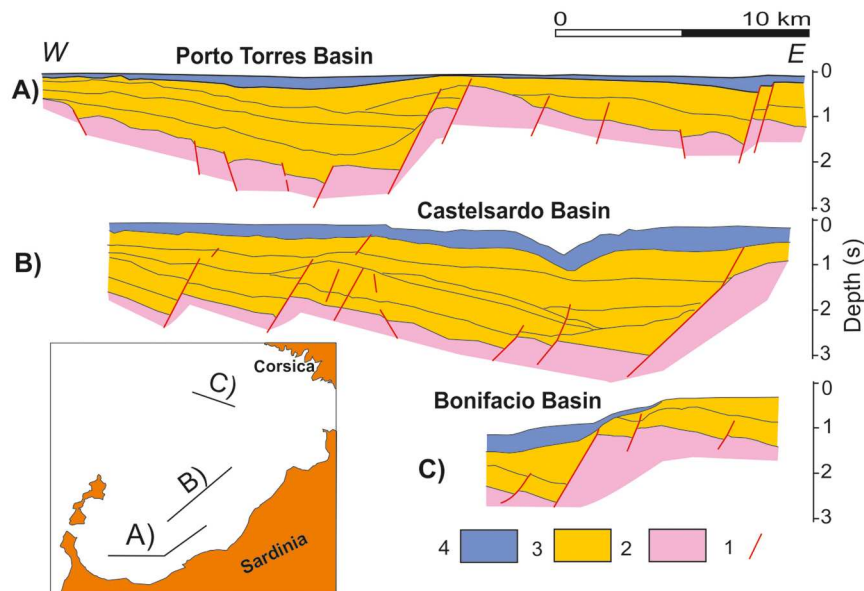 0 10 km
W Porto Torres Basin E
A)
0
1
2
3
Castelsardo Basin
B)
0
1
2
3
Depth (s)
Corsica
C)
B)
A)
Sardinia
Bonifacio Basin
C)
0
1
2
3
4 3 2 1